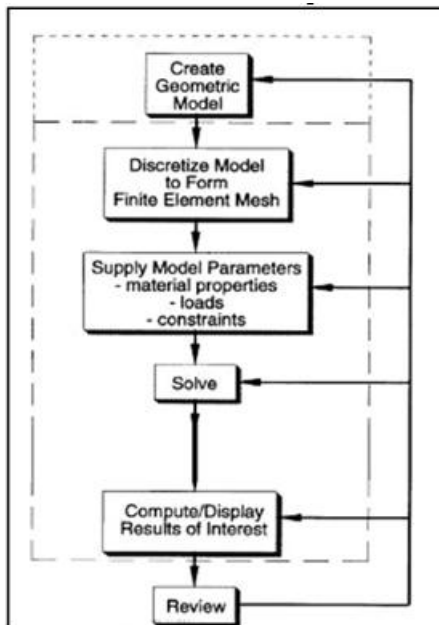 Create
Geometric
Model
Discretize Model
to Form
Finite Element Mesh
Supply Model Parameters
- material properties
- loads
- constraints
Solve
Compute/Display
Results of Interest
Review